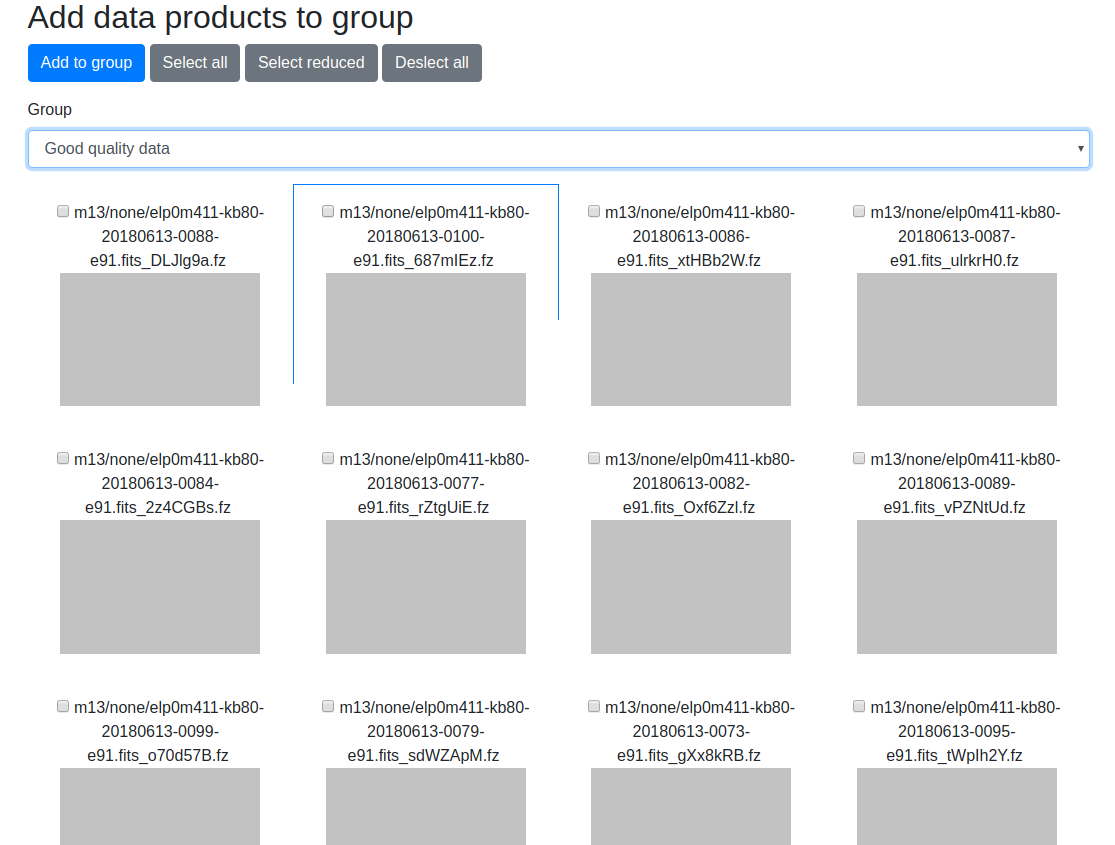 Add data products to group
Add to group Select all Select reduced Deslect all
Group
Good quality data
m13/none/elp0m411-kb80-
20180613-0088-
e91.fits_DLJlg9a.fz
m13/none/elp0m411-kb80-
20180613-0100-
e91.fits_687mIEz.fz
m13/none/elp0m411-kb80-
20180613-0086-
e91.fits_xtHBb2W.fz
m13/none/elp0m411-kb80-
20180613-0087-
e91.fits_ulrkrH0.fz
m13/none/elp0m411-kb80-
20180613-0084-
e91.fits_2z4CGBs.fz
m13/none/elp0m411-kb80-
20180613-0077-
e91.fits_rZtgUiE.fz
m13/none/elp0m411-kb80-
20180613-0082-
e91.fits_Oxf6Zzl.fz
m13/none/elp0m411-kb80-
20180613-0089-
e91.fits_vPZNtUd.fz
m13/none/elp0m411-kb80-
20180613-0099-
e91.fits_o70d57B.fz
m13/none/elp0m411-kb80-
20180613-0079-
e91.fits_sdWZApM.fz
m13/none/elp0m411-kb80-
20180613-0073-
e91.fits_gXx8kRB.fz
m13/none/elp0m411-kb80-
20180613-0095-
e91.fits_tWpIh2Y.fz